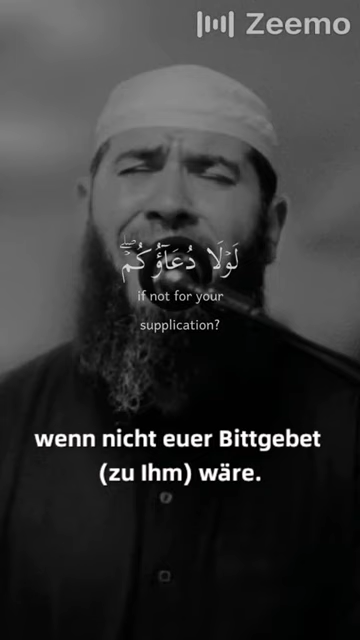 Zeemo
لَوْلَا دُعَاؤُكُمْ ۖ
if not for your
supplication?
wenn nicht euer Bittgebet
(zu Ihm) wäre.